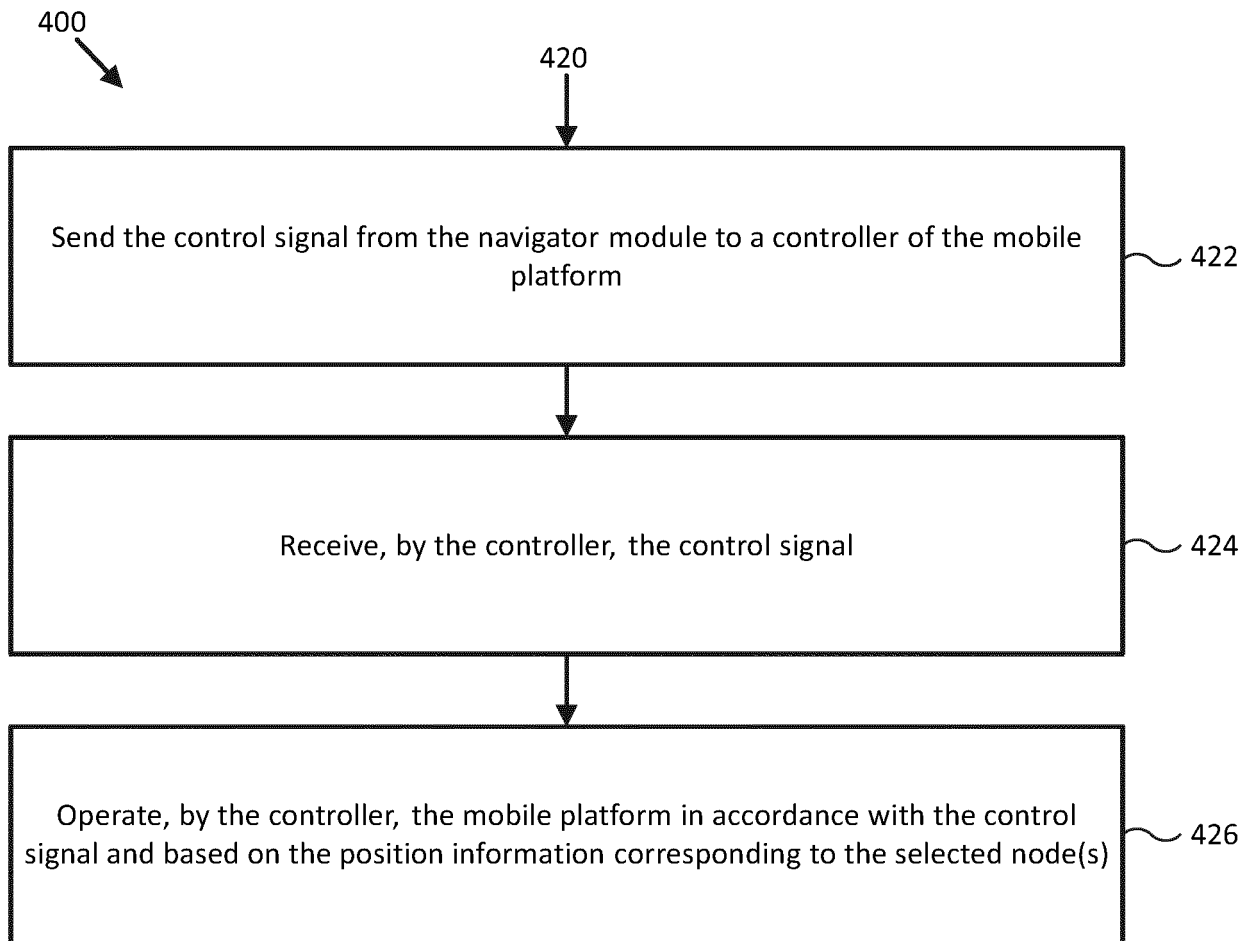 400
420
Send the control signal from the navigator module to a controller of the mobile
platform
422
Receive, by the controller, the control signal
424
Operate, by the controller, the mobile platform in accordance with the control
signal and based on the position information corresponding to the selected node(s)
426